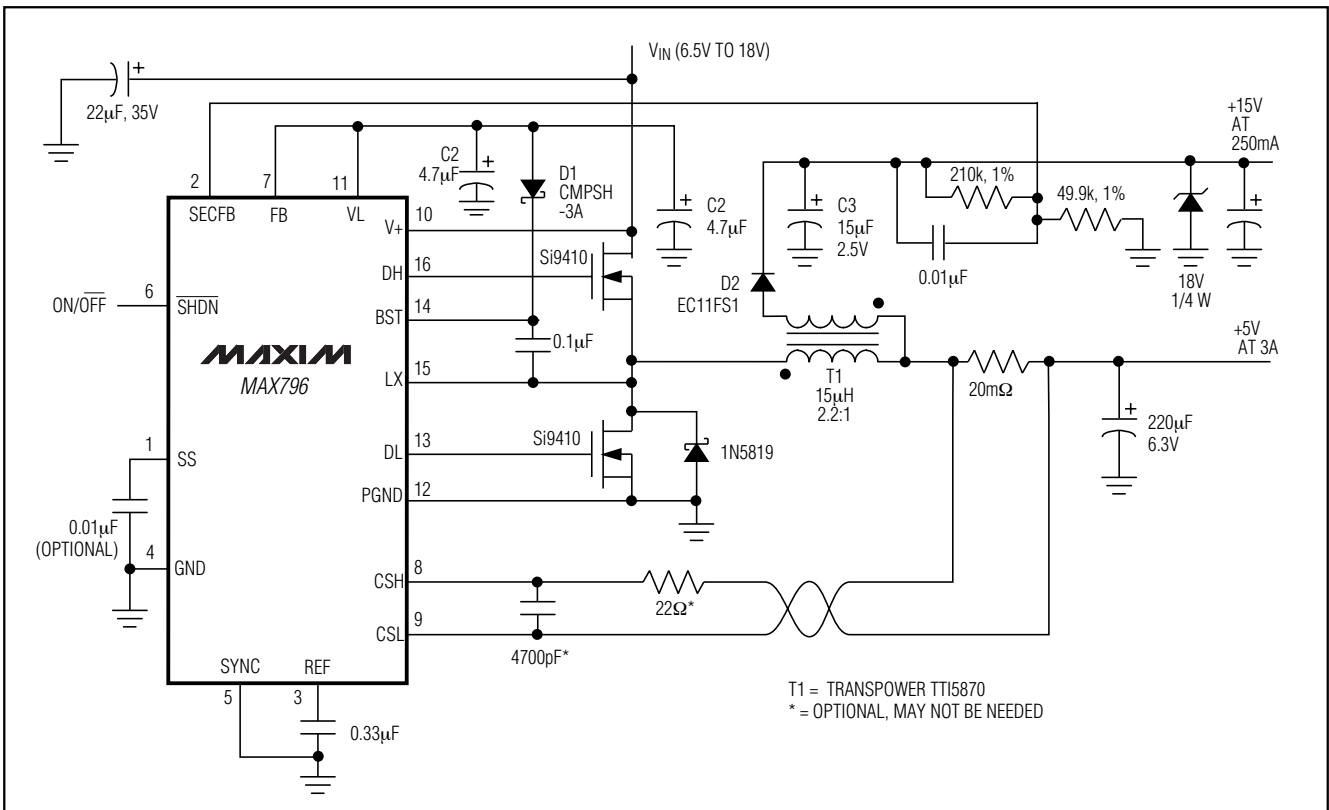 V_IN (6.5V TO 18V)
+
22µF, 35V
+15V
AT
250mA
C2
4.7µF
+
D1
CMPSH
-3A
2
7
11
SECFB
FB
VL
10
V+
+
C2
4.7µF
+
C3
15µF
2.5V
210k, 1%
49.9k, 1%
0.01µF
+
18V
1/4 W
Si9410
16
DH
D2
EC11FS1
ON/OFF
6
SHDN
14
BST
0.1µF
MAXIM
MAX796
15
LX
T1
15µH
2.2:1
20mΩ
+5V
AT 3A
+
220µF
6.3V
1
SS
Si9410
13
DL
1N5819
12
PGND
0.01µF
(OPTIONAL)
4
GND
8
CSH
22Ω*
9
CSL
4700pF*
SYNC
REF
5
3
0.33µF
T1 = TRANSPOWER TTI5870
* = OPTIONAL, MAY NOT BE NEEDED